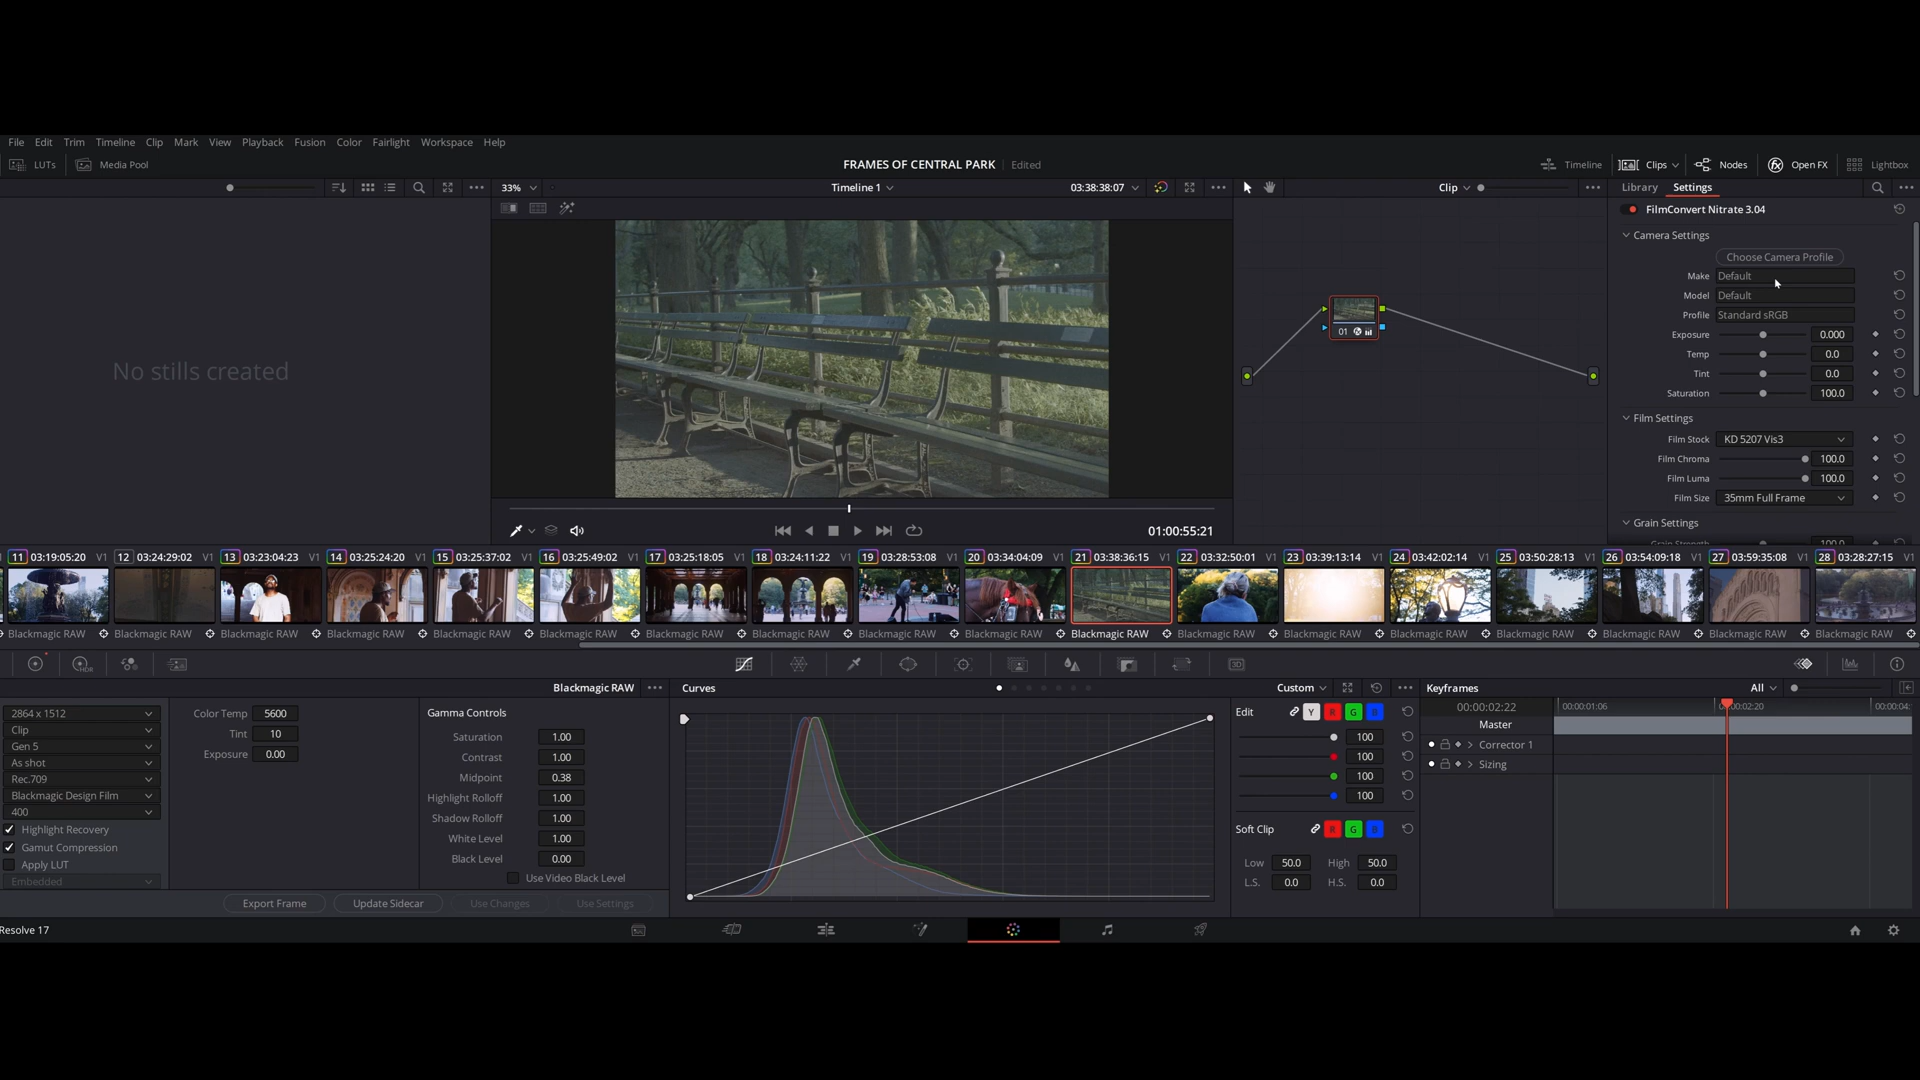 File Edit Trim Timeline Clip Mark View Playback Fusion Color Fairlight Workspace Help
LUTs Media Pool FRAMES OF CENTRAL PARK Edited Timeline Clips Nodes Open FX Lightbox
33% Timeline 1 03:38:38:07 Clip Library Settings
FilmConvert Nitrate 3.04
Camera Settings
Choose Camera Profile
Make Default
Model Default
Profile Standard sRGB
Exposure 0.000
Temp 0.0
Tint 0.0
Saturation 100.0
Film Settings
Film Stock KD 5207 Vis3
Film Chroma 100.0
Film Luma 100.0
Film Size 35mm Full Frame
Grain Settings
No stills created
01
01:00:55:21
11 03:19:05:20 V1 12 03:24:29:02 V1 13 03:23:04:23 V1 14 03:25:24:20 V1 15 03:25:37:02 V1 16 03:25:49:02 V1 17 03:25:18:05 V1 18 03:24:11:22 V1 19 03:28:53:08 V1 20 03:34:04:09 V1 21 03:38:36:15 V1 22 03:32:50:01 V1 23 03:39:13:14 V1 24 03:42:02:14 V1 25 03:50:28:13 V1 26 03:54:09:18 V1 27 03:59:35:08 V1 28 03:28:27:15 V1
Blackmagic RAW Blackmagic RAW Blackmagic RAW Blackmagic RAW Blackmagic RAW Blackmagic RAW Blackmagic RAW Blackmagic RAW Blackmagic RAW Blackmagic RAW Blackmagic RAW Blackmagic RAW Blackmagic RAW Blackmagic RAW Blackmagic RAW Blackmagic RAW Blackmagic RAW Blackmagic RAW
HDR 3D
Blackmagic RAW
2864 x 1512
Clip
Gen 5
As shot
Rec.709
Blackmagic Design Film
400
Highlight Recovery
Gamut Compression
Apply LUT
Embedded
Color Temp 5600
Tint 10
Exposure 0.00
Gamma Controls
Saturation 1.00
Contrast 1.00
Midpoint 0.38
Highlight Rolloff 1.00
Shadow Rolloff 1.00
White Level 1.00
Black Level 0.00
Use Video Black Level
Export Frame Update Sidecar Use Changes Use Settings
Curves Custom
Edit Y R G B
100
100
100
100
Soft Clip R G B
Low 50.0 High 50.0
L.S. 0.0 H.S. 0.0
Keyframes All
00:00:02:22 00:00:01:06 00:00:02:20 00:00:04:
Master
Corrector 1
Sizing
Resolve 17